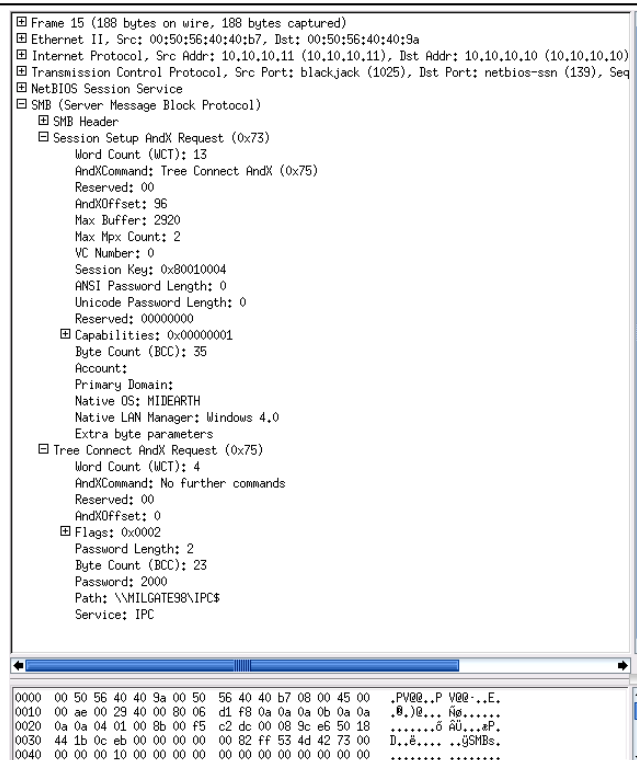 Frame 15 (188 bytes on wire, 188 bytes captured)
Ethernet II, Src: 00:50:56:40:40:b7, Dst: 00:50:56:40:40:9a
Internet Protocol, Src Addr: 10.10.10.11 (10.10.10.11), Dst Addr: 10.10.10.10 (10.10.10.10)
Transmission Control Protocol, Src Port: blackjack (1025), Dst Port: netbios-ssn (139), Seq
NetBIOS Session Service
SMB (Server Message Block Protocol)
SMB Header
Session Setup AndX Request (0x73)
Word Count (WCT): 13
AndXCommand: Tree Connect AndX (0x75)
Reserved: 00
AndXOffset: 96
Max Buffer: 2920
Max Mpx Count: 2
VC Number: 0
Session Key: 0x80010004
ANSI Password Length: 0
Unicode Password Length: 0
Reserved: 00000000
Capabilities: 0x00000001
Byte Count (BCC): 35
Account:
Primary Domain:
Native OS: MIDEARTH
Native LAN Manager: Windows 4.0
Extra byte parameters
Tree Connect AndX Request (0x75)
Word Count (WCT): 4
AndXCommand: No further commands
Reserved: 00
AndXOffset: 0
Flags: 0x0002
Password Length: 2
Byte Count (BCC): 23
Password: 2000
Path: \\MILGATE98\IPC$
Service: IPC
0000 00 50 56 40 40 9a 00 50 56 40 40 b7 08 00 45 00 .PV@@..P V@@·..E.
0010 00 ae 00 29 40 00 80 06 d1 f8 0a 0a 0a 0b 0a 0a .®.)@... Ñø......
0020 0a 0a 04 01 00 8b 00 f5 c2 dc 00 08 9c e6 50 18 .......õ ÂÜ...æP.
0030 44 1b 0c eb 00 00 00 00 00 82 ff 53 4d 42 73 00 D..ë.... ..ÿSMBs.
0040 00 00 00 10 00 00 00 00 00 00 00 00 00 00 00 00 ........ ........